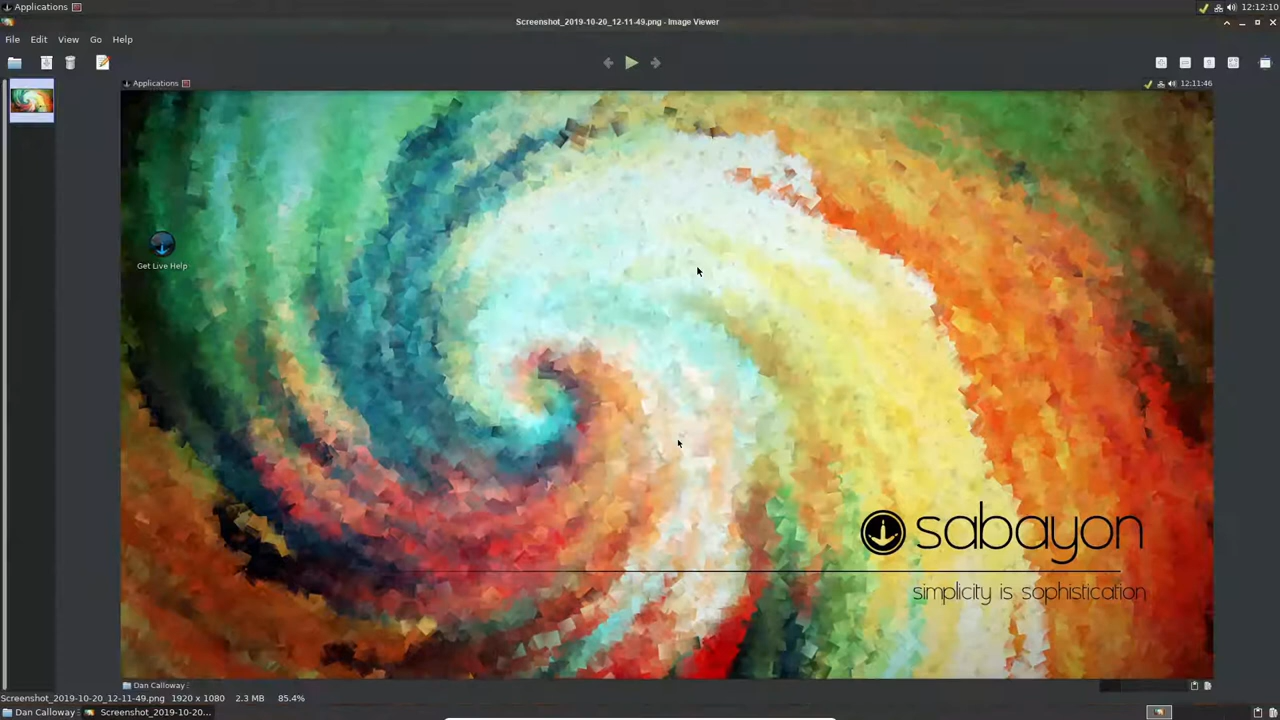 Applications
12:12:10
Screenshot_2019-10-20_12-11-49.png - Image Viewer
File Edit View Go Help
Applications
12:11:46
Get Live Help
sabayon
simplicity is sophistication
Dan Calloway
Screenshot_2019-10-20_12-11-49.png 1920 x 1080 2.3 MB 85.4%
Dan Calloway
Screenshot_2019-10-20...